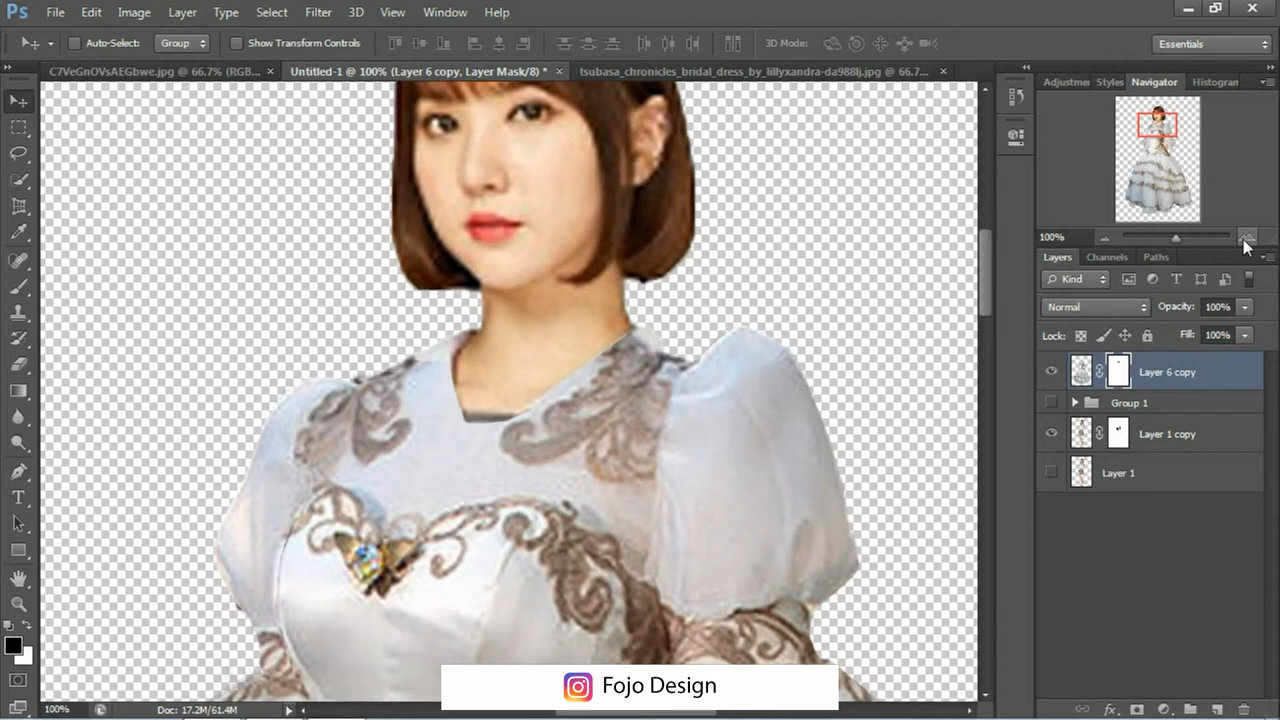 Ps File Edit Image Layer Type Select Filter 3D View Window Help
Auto-Select: Group Show Transform Controls 3D Mode: Essentials
C7VeGnOVsAEGbwe.jpg @ 66.7% (RGB... × Untitled-1 @ 100% (Layer 6 copy, Layer Mask/8) * × tsubasa_chronicles_bridal_dress_by_lillyxandra-da988lj.jpg @ 66.7... ×
Adjustmen Styles Navigator Histogram
100%
Layers Channels Paths
Kind
Normal Opacity: 100%
Lock: Fill: 100%
Layer 6 copy
Group 1
Layer 1 copy
Layer 1
Fojo Design
100% Doc: 17.2M/61.4M